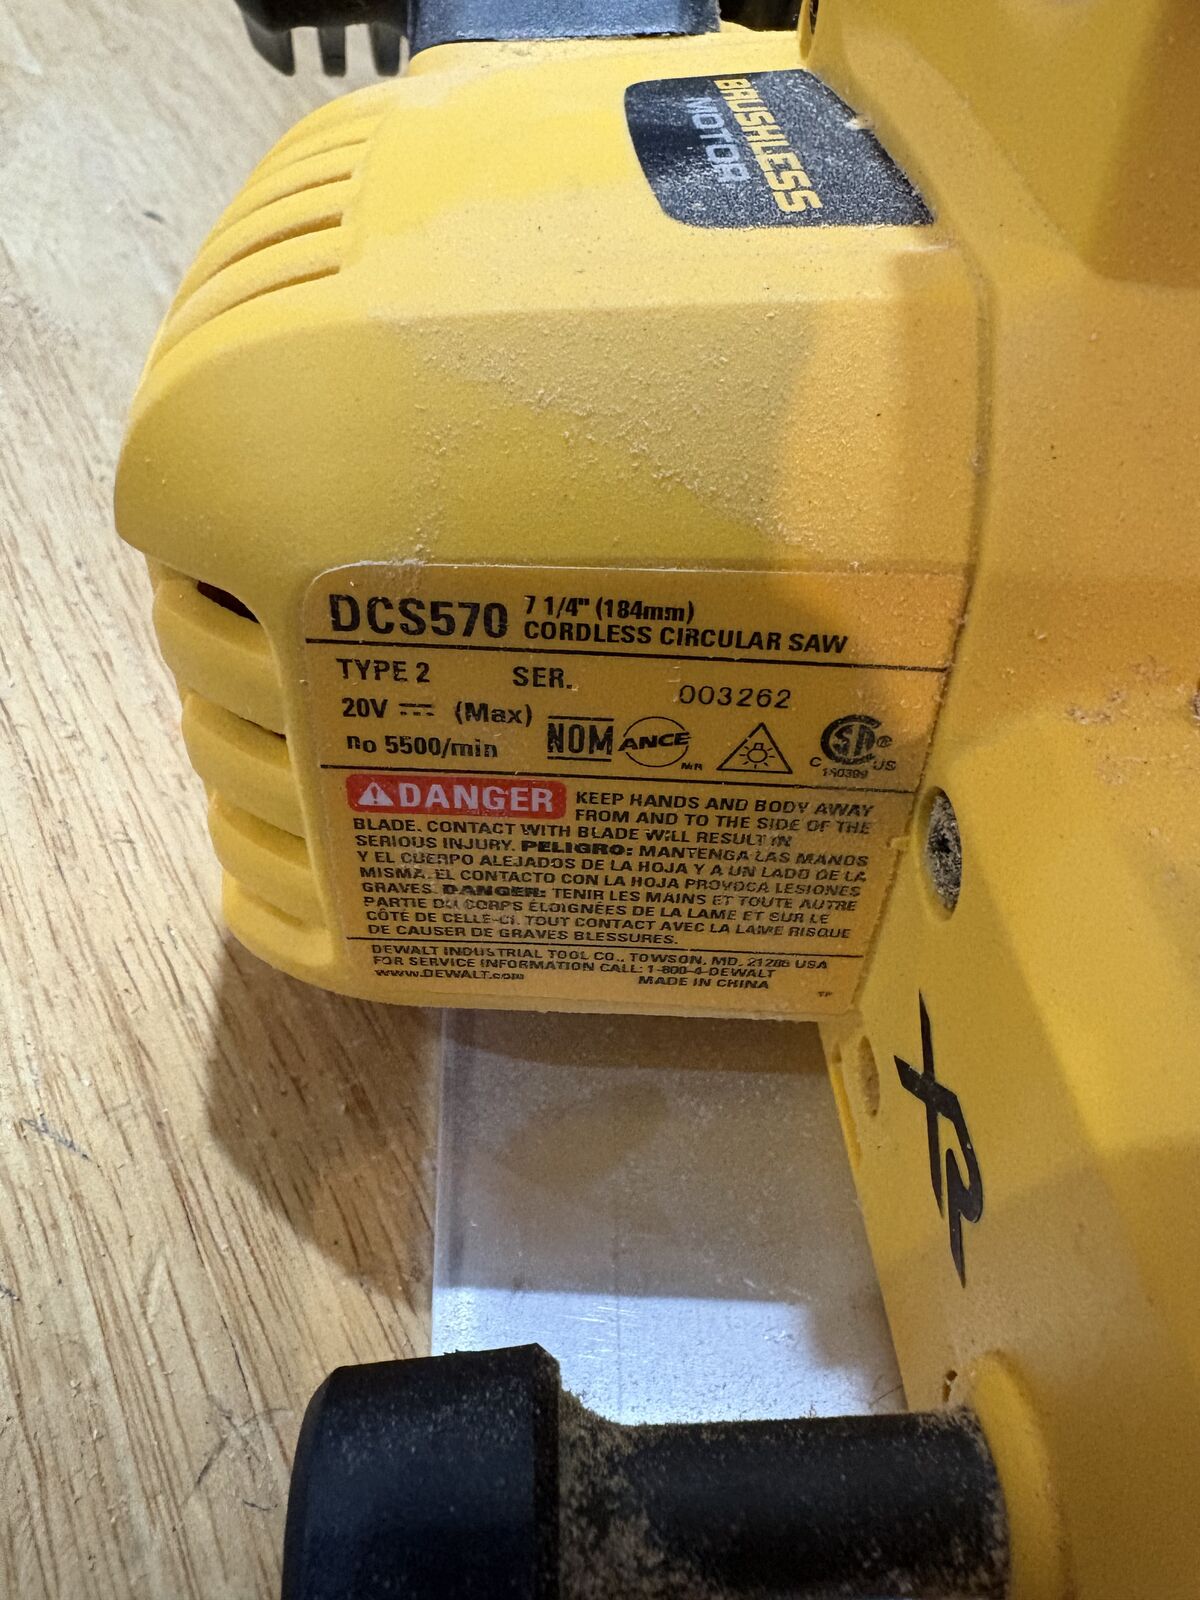 BRUSHLESS
MOTOR
DCS570 7 1/4" (184mm)
CORDLESS CIRCULAR SAW
TYPE 2 SER. 003262
20V ⎓ (Max)
no 5500/min NOM ANCE MR C SA ® US
KEEP HANDS AND BODY AWAY
⚠DANGER FROM AND TO THE SIDE OF THE
BLADE. CONTACT WITH BLADE WILL RESULT IN
SERIOUS INJURY. PELIGRO: MANTENGA LAS MANOS
Y EL CUERPO ALEJADOS DE LA HOJA Y A UN LADO DE LA
MISMA. EL CONTACTO CON LA HOJA PROVOCA LESIONES
GRAVES. DANGER: TENIR LES MAINS ET TOUTE AUTRE
PARTIE DU CORPS ÉLOIGNÉES DE LA LAME ET SUR LE
CÔTÉ DE CELLE-CI. TOUT CONTACT AVEC LA LAME RISQUE
DE CAUSER DE GRAVES BLESSURES.
DEWALT INDUSTRIAL TOOL CO., TOWSON, MD. 21286 USA
FOR SERVICE INFORMATION CALL: 1-800-4-DEWALT
www.DEWALT.com MADE IN CHINA